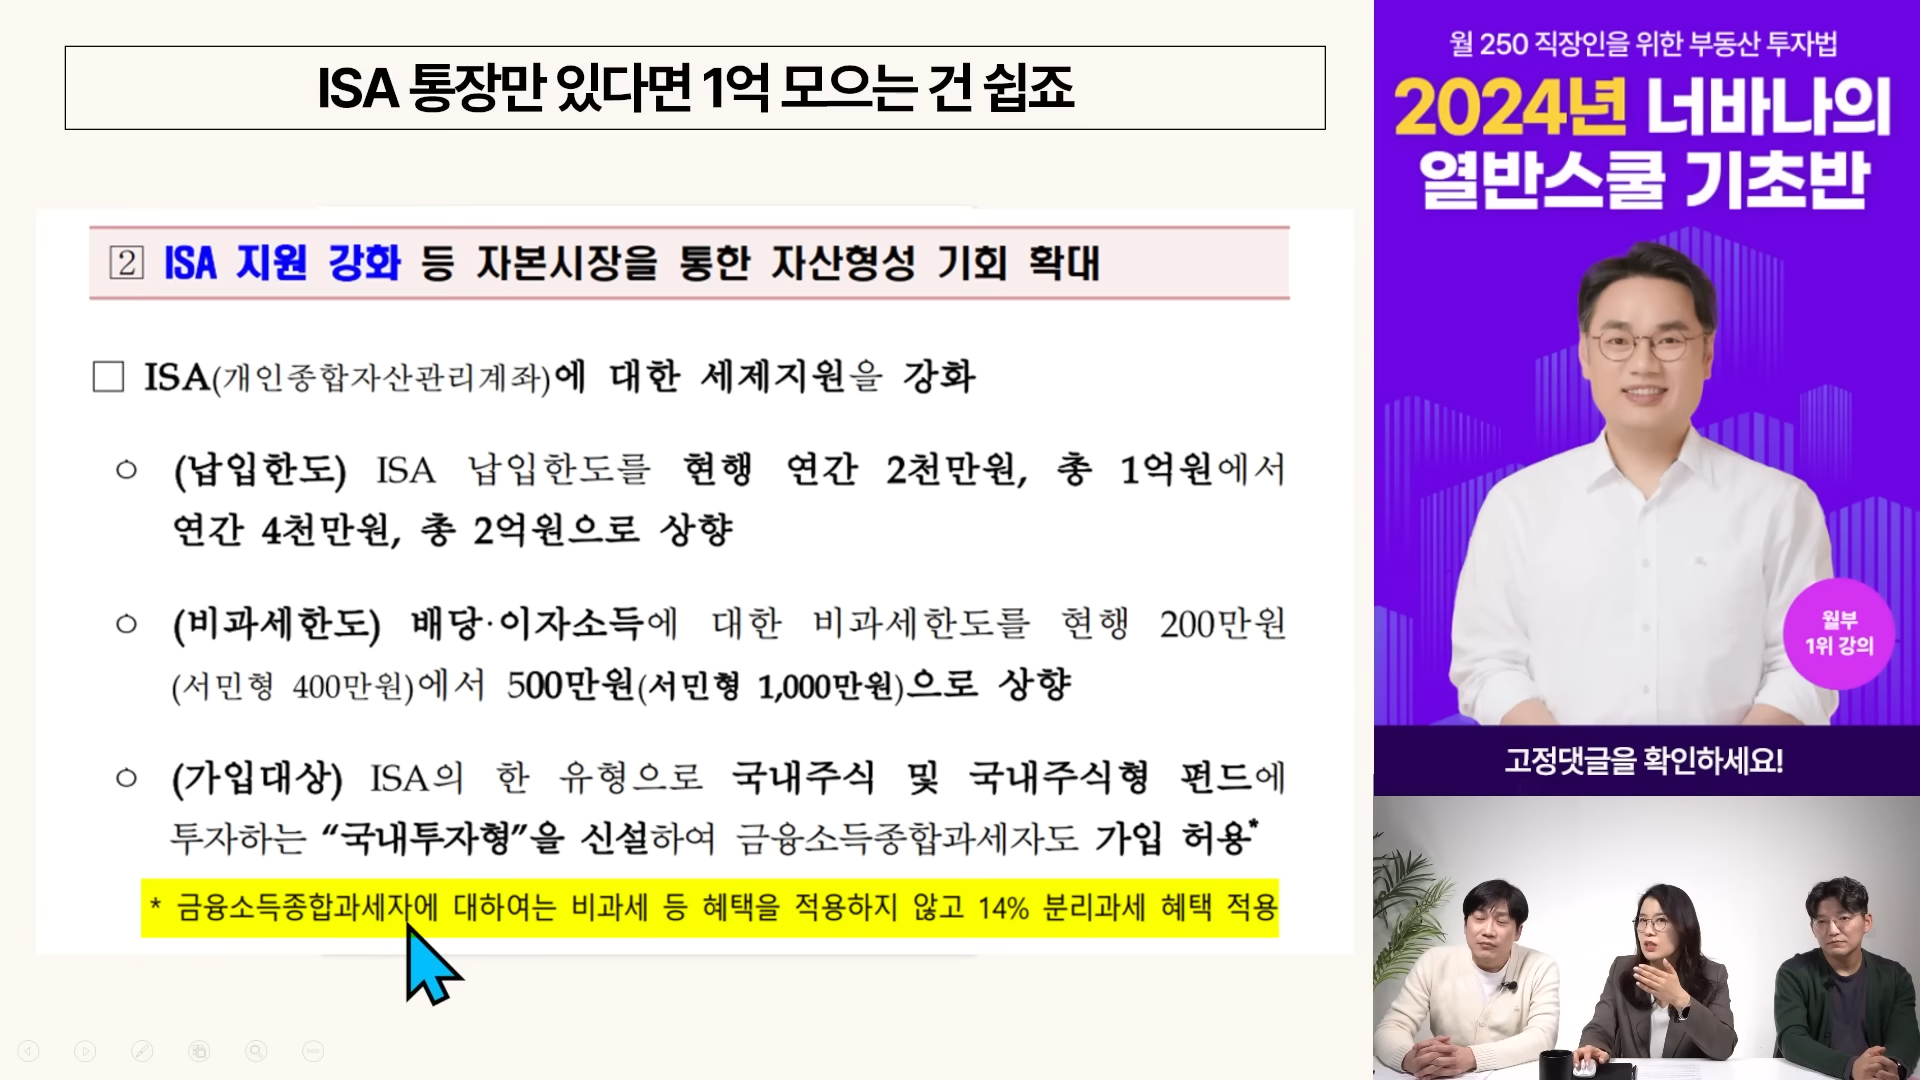 ISA 통장만 있다면 1억 모으는 건 쉽죠
2 ISA 지원 강화 등 자본시장을 통한 자산형성 기회 확대
□ ISA(개인종합자산관리계좌)에 대한 세제지원을 강화
○ (납입한도) ISA 납입한도를 현행 연간 2천만원, 총 1억원에서
연간 4천만원, 총 2억원으로 상향
○ (비과세한도) 배당·이자소득에 대한 비과세한도를 현행 200만원
(서민형 400만원)에서 500만원(서민형 1,000만원)으로 상향
○ (가입대상) ISA의 한 유형으로 국내주식 및 국내주식형 펀드에
투자하는 “국내투자형”을 신설하여 금융소득종합과세자도 가입 허용*
* 금융소득종합과세자에 대하여는 비과세 등 혜택을 적용하지 않고 14% 분리과세 혜택 적용
월 250 직장인을 위한 부동산 투자법
2024년 너바나의
열반스쿨 기초반
월부
1위 강의
고정댓글을 확인하세요!